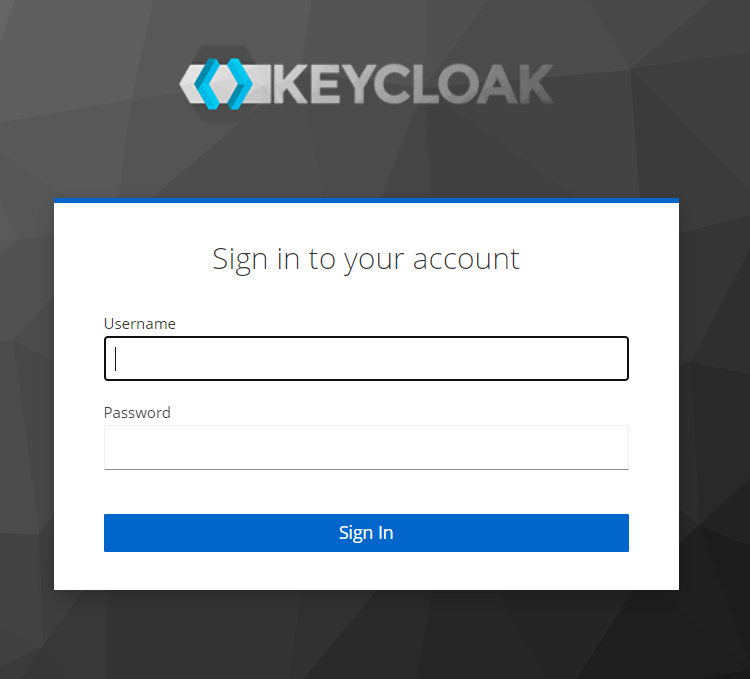 KEYCLOAK
Sign in to your account
Username
Password
Sign In